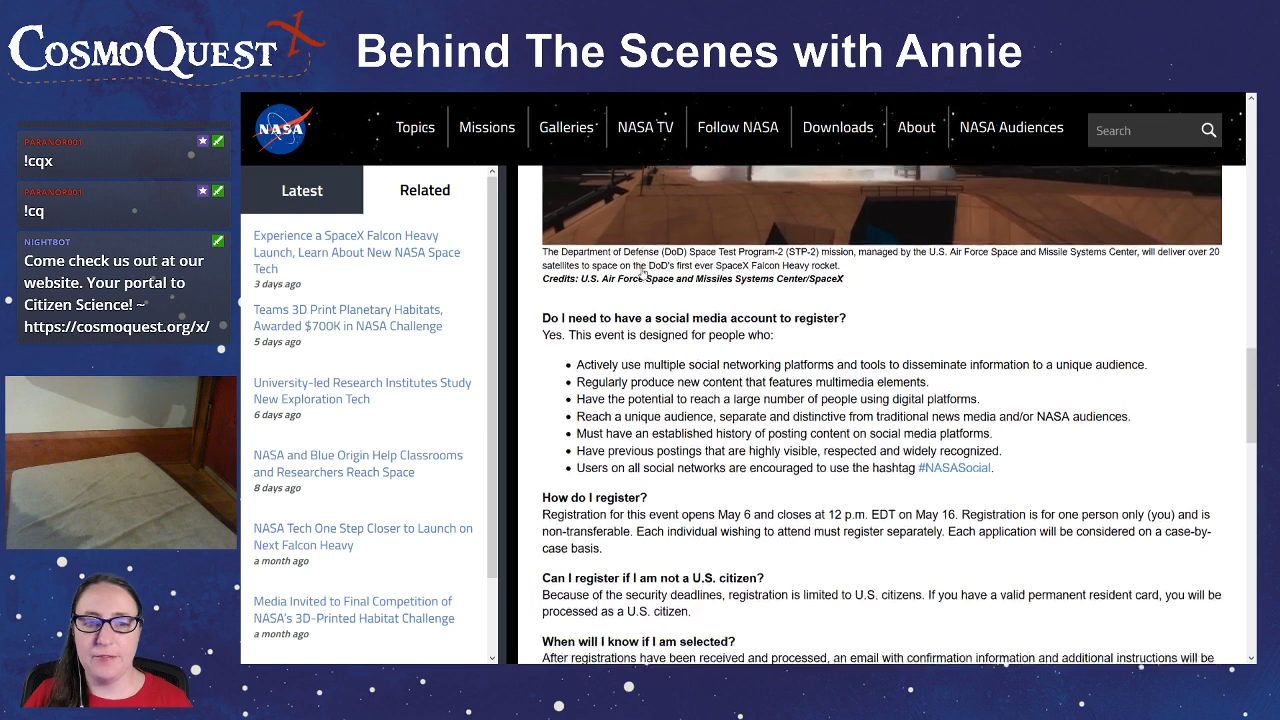 CosmoQuestX
Behind The Scenes with Annie
PARANOR001
!cqx
PARANOR001
!cq
NIGHTBOT
Come check us out at our
website. Your portal to
Citizen Science! ~
https://cosmoquest.org/x/
NASA
Topics
Missions
Galleries
NASA TV
Follow NASA
Downloads
About
NASA Audiences
Search
Latest
Related
Experience a SpaceX Falcon Heavy
Launch, Learn About New NASA Space
Tech
3 days ago
Teams 3D Print Planetary Habitats,
Awarded $700K in NASA Challenge
5 days ago
University-led Research Institutes Study
New Exploration Tech
6 days ago
NASA and Blue Origin Help Classrooms
and Researchers Reach Space
8 days ago
NASA Tech One Step Closer to Launch on
Next Falcon Heavy
a month ago
Media Invited to Final Competition of
NASA's 3D-Printed Habitat Challenge
a month ago
The Department of Defense (DoD) Space Test Program-2 (STP-2) mission, managed by the U.S. Air Force Space and Missile Systems Center, will deliver over 20
satellites to space on the DoD's first ever SpaceX Falcon Heavy rocket.
Credits: U.S. Air Force Space and Missiles Systems Center/SpaceX
Do I need to have a social media account to register?
Yes. This event is designed for people who:
• Actively use multiple social networking platforms and tools to disseminate information to a unique audience.
• Regularly produce new content that features multimedia elements.
• Have the potential to reach a large number of people using digital platforms.
• Reach a unique audience, separate and distinctive from traditional news media and/or NASA audiences.
• Must have an established history of posting content on social media platforms.
• Have previous postings that are highly visible, respected and widely recognized.
• Users on all social networks are encouraged to use the hashtag #NASASocial.
How do I register?
Registration for this event opens May 6 and closes at 12 p.m. EDT on May 16. Registration is for one person only (you) and is
non-transferable. Each individual wishing to attend must register separately. Each application will be considered on a case-by-
case basis.
Can I register if I am not a U.S. citizen?
Because of the security deadlines, registration is limited to U.S. citizens. If you have a valid permanent resident card, you will be
processed as a U.S. citizen.
When will I know if I am selected?
After registrations have been received and processed, an email with confirmation information and additional instructions will be